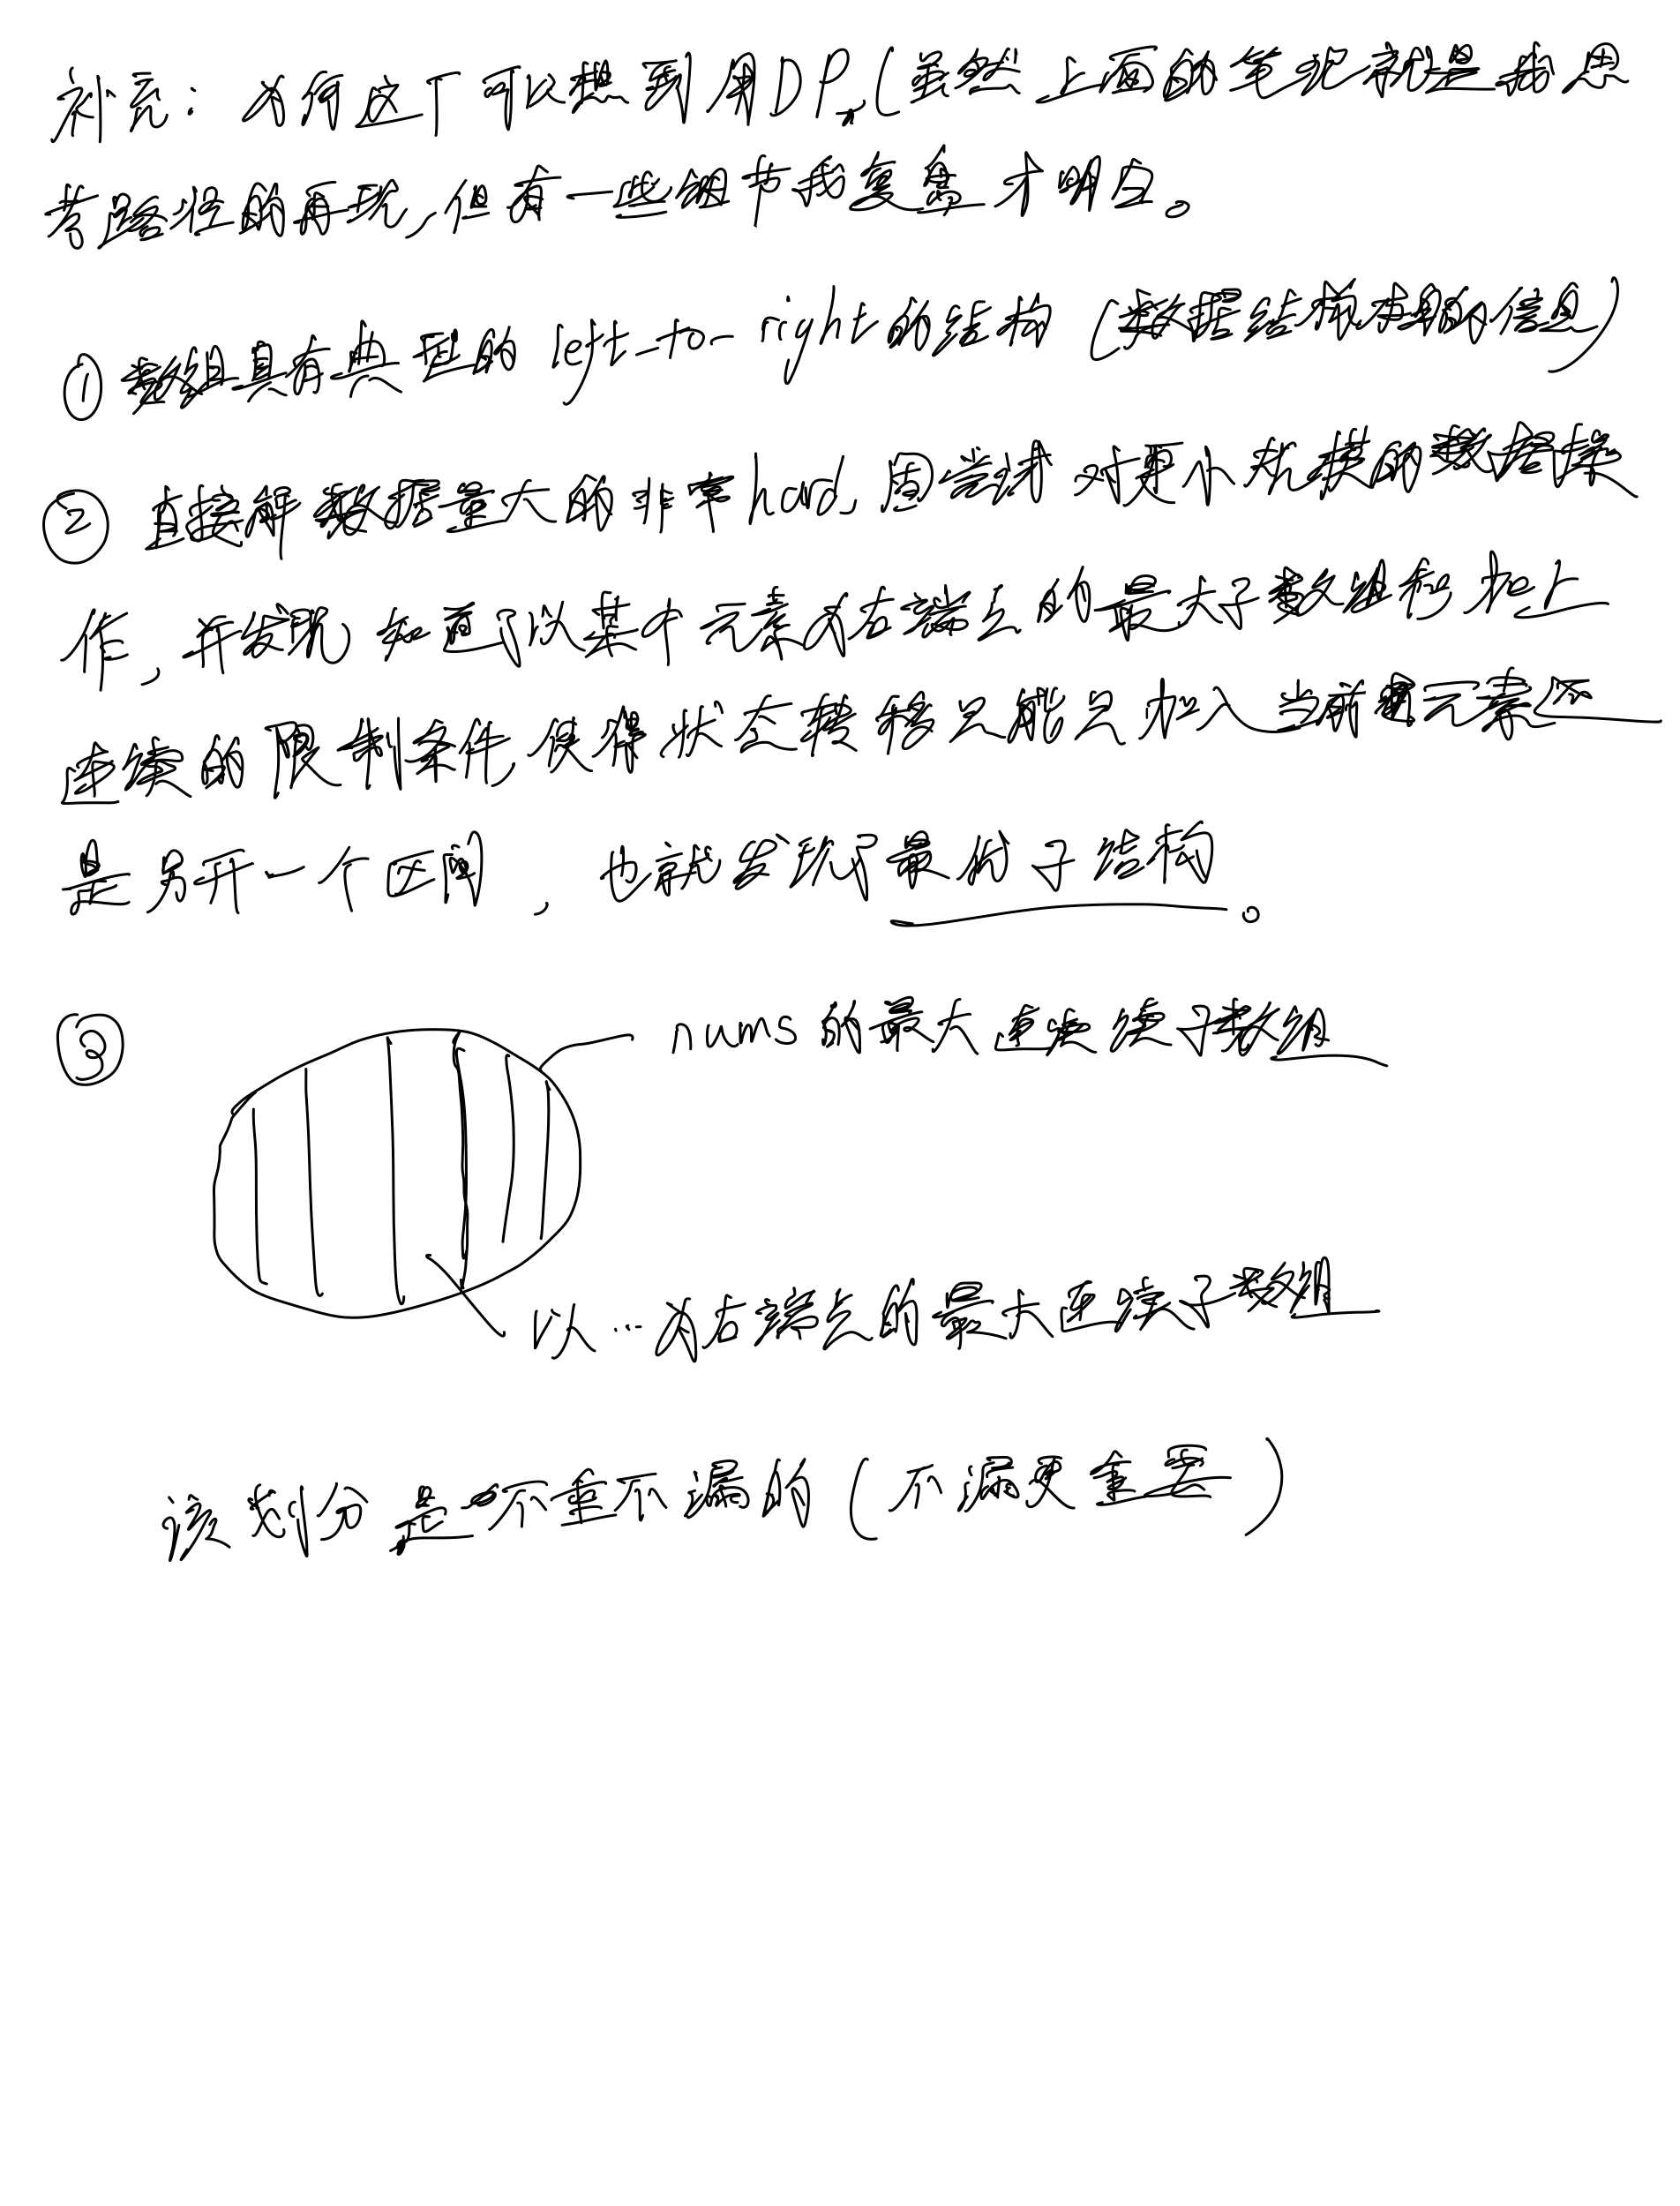 补充：为何这个可以想到用DP。(虽然上面的笔记就是我思
考路径的再现,但有一些细节我复盘才明白。
① 数组具有典型的 left-to-right的结构 (数据结构本身的信息)
② 直接解数据量大的非常hard,因尝试对更小规模的数据操
作,并发现知道了以某个元素为右端点的最大子数组和加上
连续的限制条件,使得状态转移只能只加入当前元素还
是另开一个区间,也就发现了最优子结构。
③
nums的最大连续子数组
以…为右端点的最大连续子数组
该划分是不重不漏的(不漏更重要)